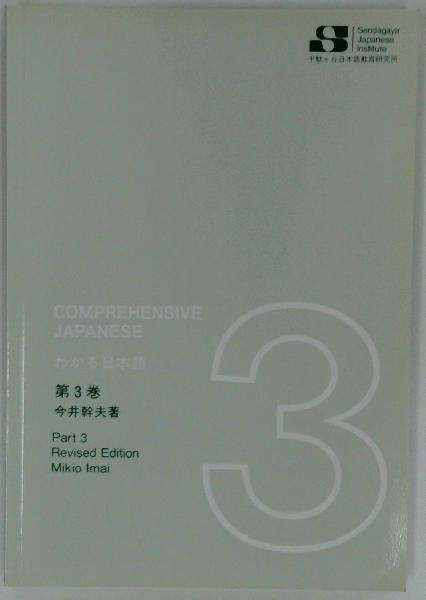 Sendagaya
Japanese
Institute
千駄ヶ谷日本語教育研究所
COMPREHENSIVE
JAPANESE
わかる日本語
第3巻
今井幹夫著
Part 3
Revised Edition
Mikio Imai
3